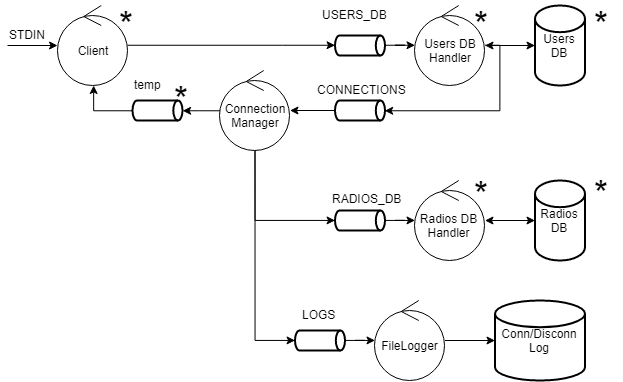 STDIN
Client
*
USERS_DB
Users DB
Handler
*
Users
DB
*
temp
*
Connection
Manager
CONNECTIONS
RADIOS_DB
Radios DB
Handler
*
Radios
DB
*
LOGS
FileLogger
Conn/Disconn
Log